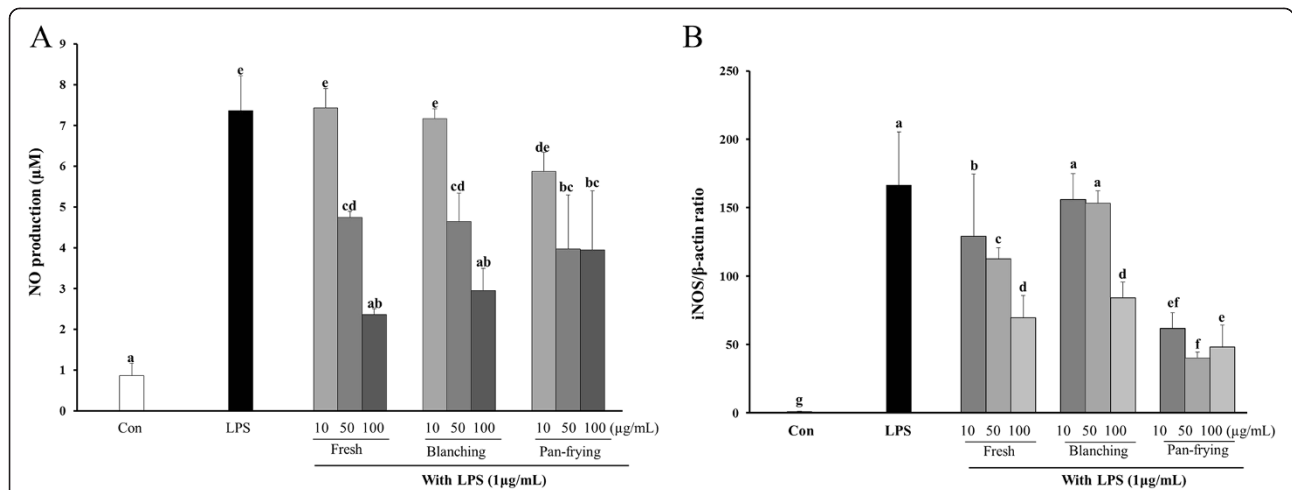 A
NO production (μM)
9
8
7
6
5
4
3
2
1
0
a
e
e
cd
ab
e
cd
ab
de
bc
bc
Con
LPS
10 50 100 10 50 100 10 50 100 (μg/mL)
Fresh Blanching Pan-frying
With LPS (1μg/mL)
B
iNOS/β-actin ratio
250
200
150
100
50
0
g
a
b
c
d
a
a
d
ef
f
e
Con
LPS
10 50 100 10 50 100 10 50 100 (μg/mL)
Fresh Blanching Pan-frying
With LPS (1μg/mL)